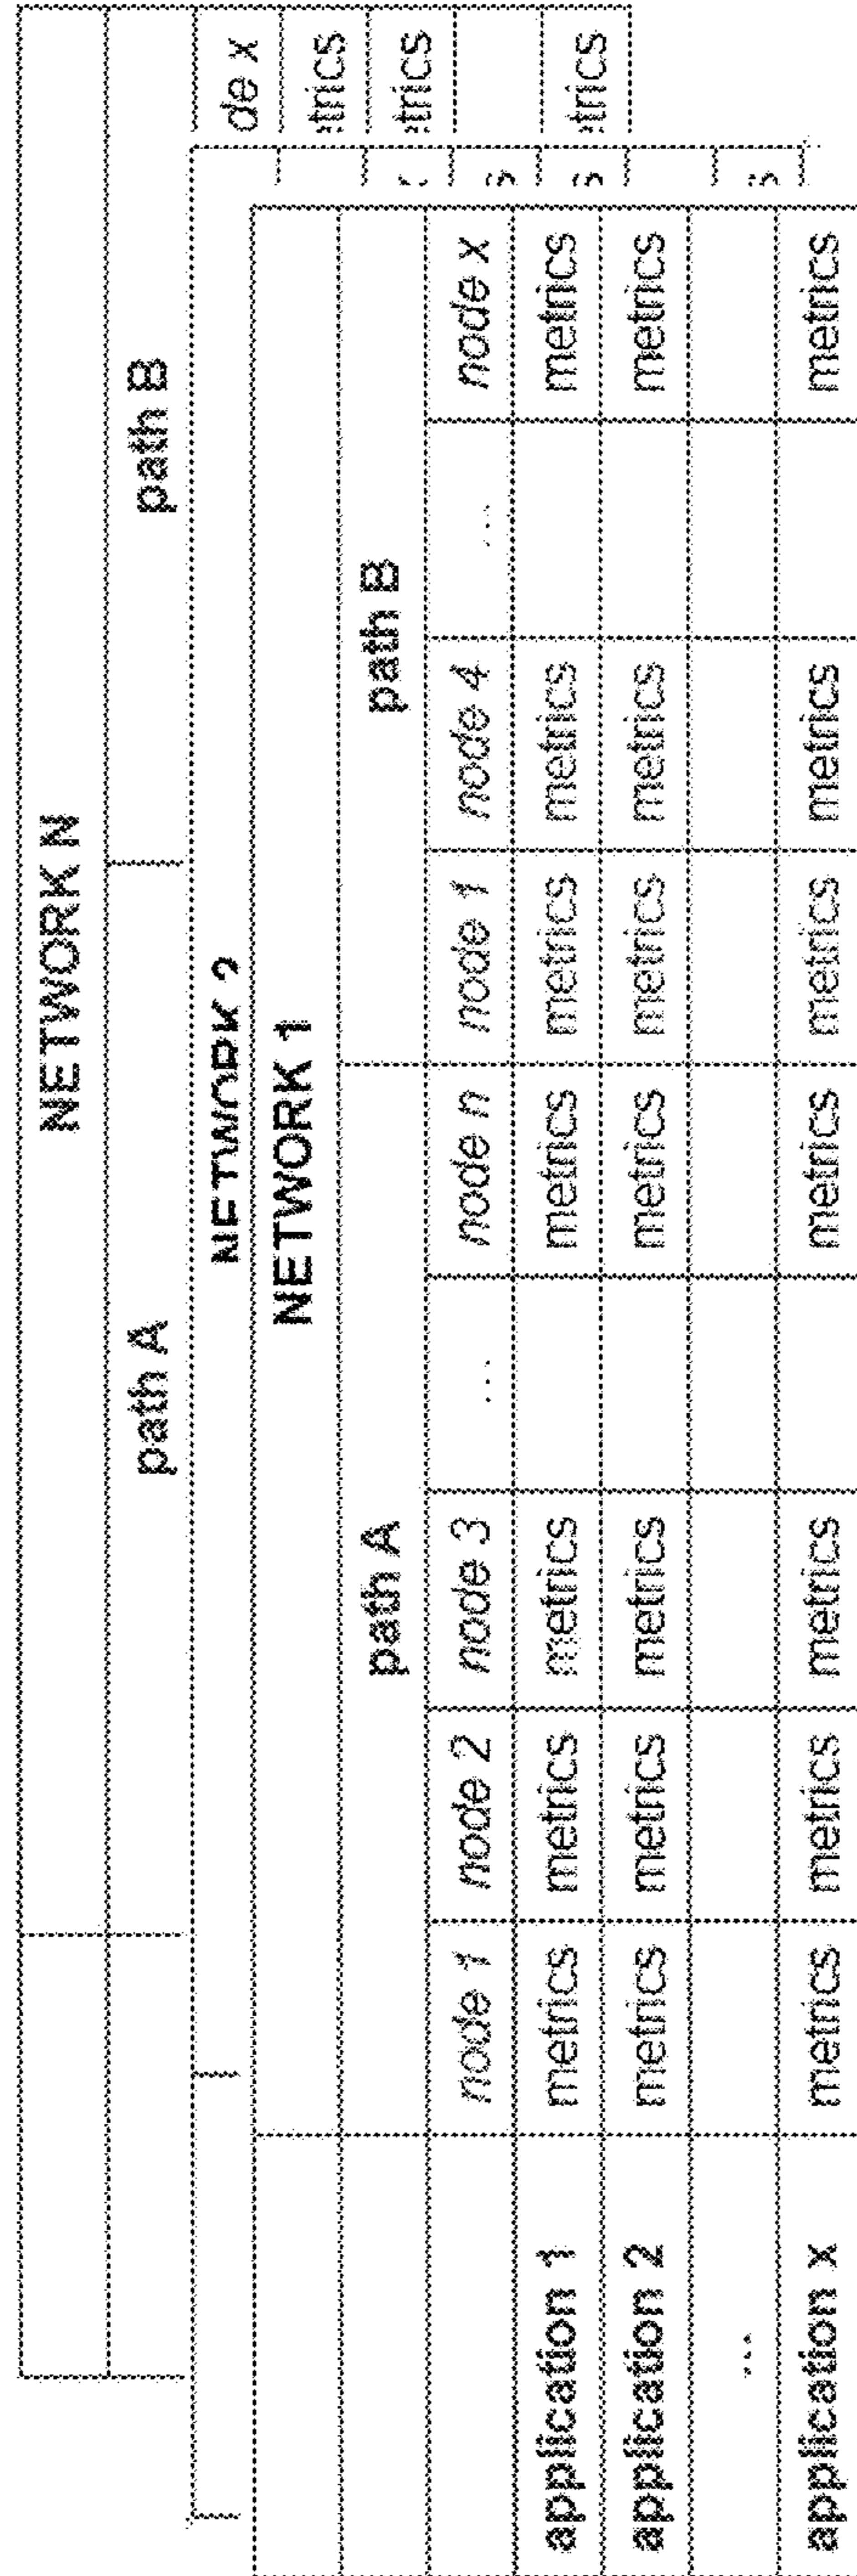 NETWORK N
path A path B
de x
trics
trics
trics
NETWORK 2
NETWORK 1
path A path B
node 1 node 2 node 3 ... node n node 1 node 4 ... node x
application 1 metrics metrics metrics metrics metrics metrics metrics
application 2 metrics metrics metrics metrics metrics metrics metrics
...
application x metrics metrics metrics metrics metrics metrics metrics